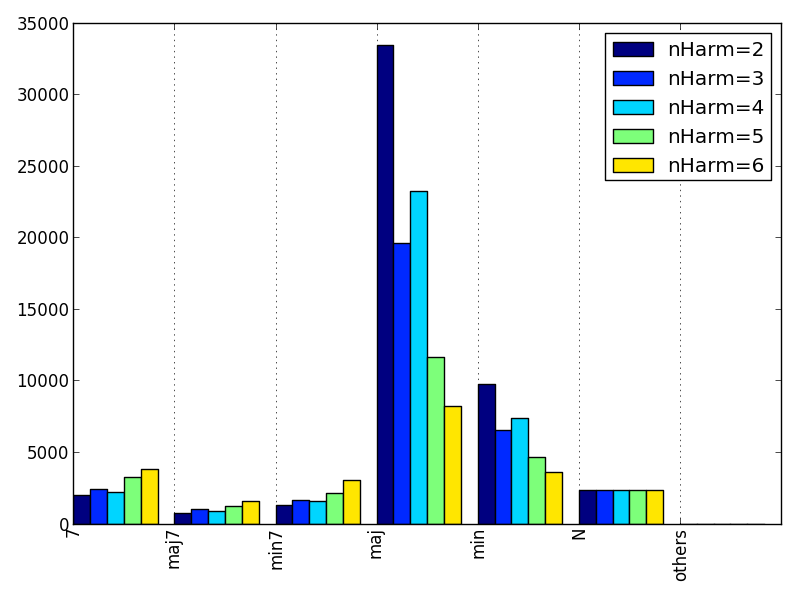 35000
30000
25000
20000
15000
10000
5000
0
nHarm=2
nHarm=3
nHarm=4
nHarm=5
nHarm=6
7
maj7
min7
maj
min
N
others